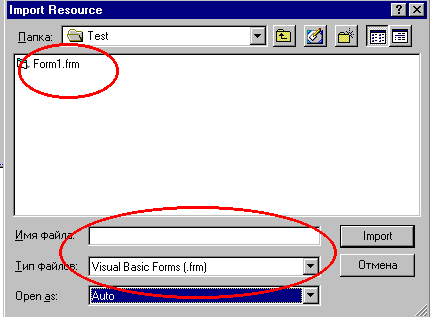 Import Resource
Папка: Test
Form1.frm
Имя файла: Import
Тип файлов: Visual Basic Forms (.frm) Отмена
Open as: Auto